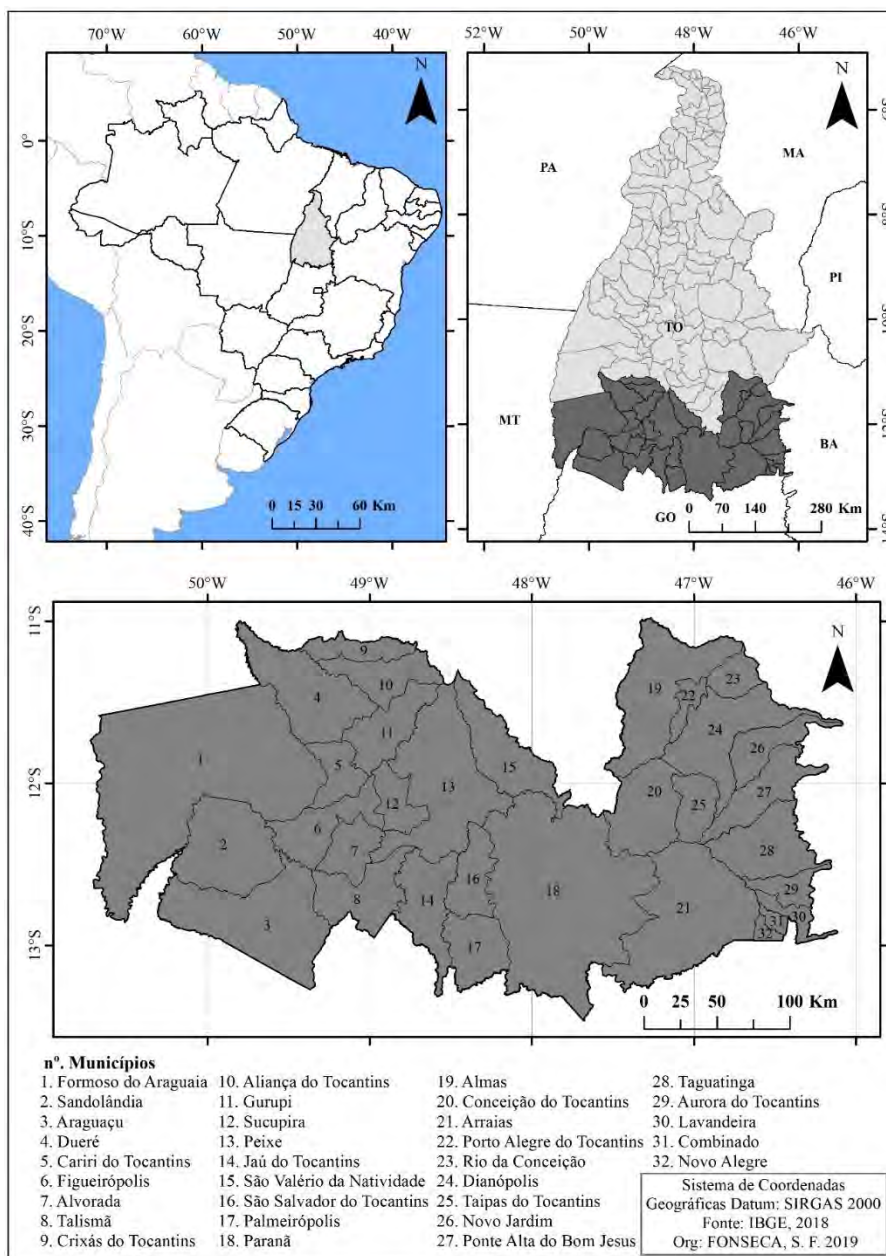 70°W 60°W 50°W 40°W
N
0°
10°S
20°S
30°S
40°S
0 15 30 60 Km
52°W 50°W 48°W 46°W
N
6°S
8°S
10°S
12°S
14°S
PA
MA
PI
TO
MT
BA
GO
0 70 140 280 Km
50°W 49°W 48°W 47°W 46°W
11°S
12°S
13°S
N
1
2
3
4
5
6
7
8
9
10
11
12
13
14
15
16
17
18
19
20
21
22
23
24
25
26
27
28
29
30
31
32
0 25 50 100 Km
nº. Municípios
1. Formoso do Araguaia
2. Sandolândia
3. Araguaçu
4. Dueré
5. Cariri do Tocantins
6. Figueirópolis
7. Alvorada
8. Talismã
9. Crixás do Tocantins
10. Aliança do Tocantins
11. Gurupi
12. Sucupira
13. Peixe
14. Jaú do Tocantins
15. São Valério da Natividade
16. São Salvador do Tocantins
17. Palmeirópolis
18. Paranã
19. Almas
20. Conceição do Tocantins
21. Arraias
22. Porto Alegre do Tocantins
23. Rio da Conceição
24. Dianópolis
25. Taipas do Tocantins
26. Novo Jardim
27. Ponte Alta do Bom Jesus
28. Taguatinga
29. Aurora do Tocantins
30. Lavandeira
31. Combinado
32. Novo Alegre
Sistema de Coordenadas
Geográficas Datum: SIRGAS 2000
Fonte: IBGE, 2018
Org: FONSECA, S. F. 2019